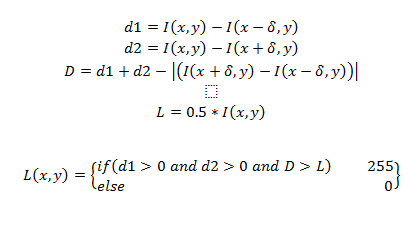 d1 = I(x,y) − I(x − δ,y)
d2 = I(x,y) − I(x + δ,y)
D = d1 + d2 − |(I(x + δ,y) − I(x − δ,y))|
L = 0.5 ∗ I(x,y)
L(x,y) = {if(d1 > 0 and d2 > 0 and D > L) 255
else 0}